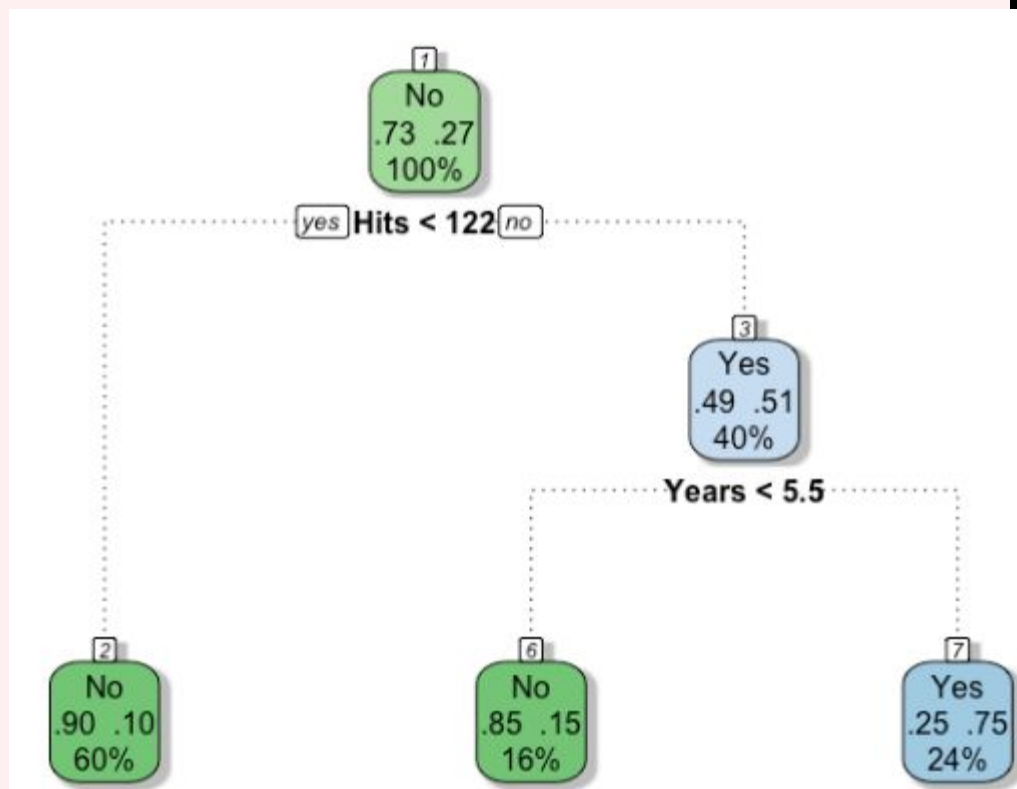 1
No
.73 .27
100%
yes Hits < 122 no
3
Yes
.49 .51
40%
Years < 5.5
2
No
.90 .10
60%
6
No
.85 .15
16%
7
Yes
.25 .75
24%